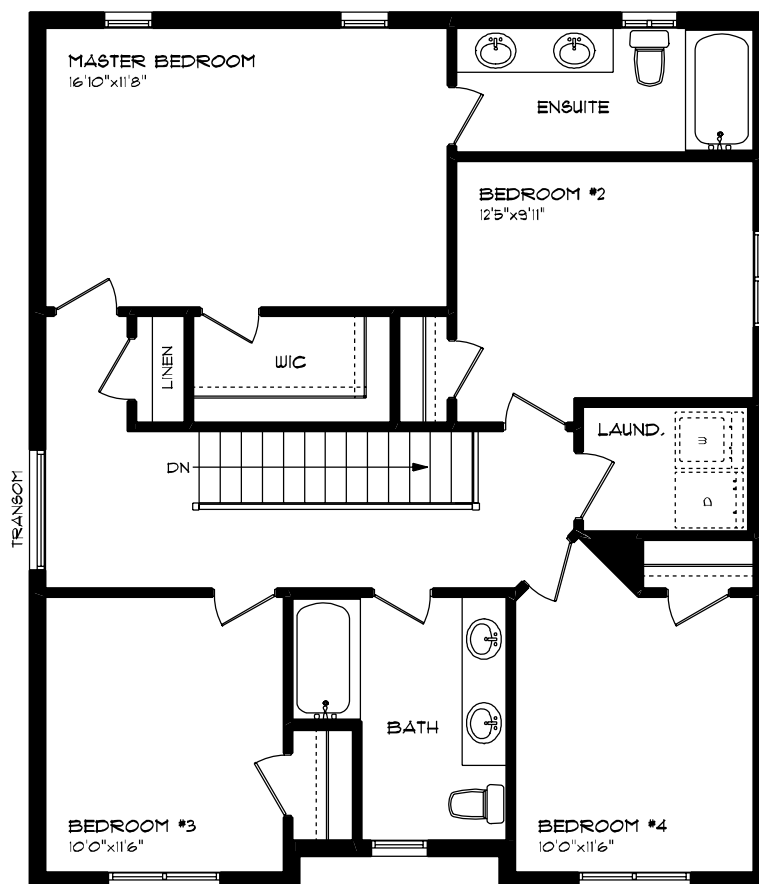 MASTER BEDROOM
16'10"x11'8"
ENSUITE
BEDROOM #2
12'5"x9'11"
LINEN
WIC
LAUND.
W
D
DN
TRANSOM
BATH
BEDROOM #3
10'0"x11'6"
BEDROOM #4
10'0"x11'6"